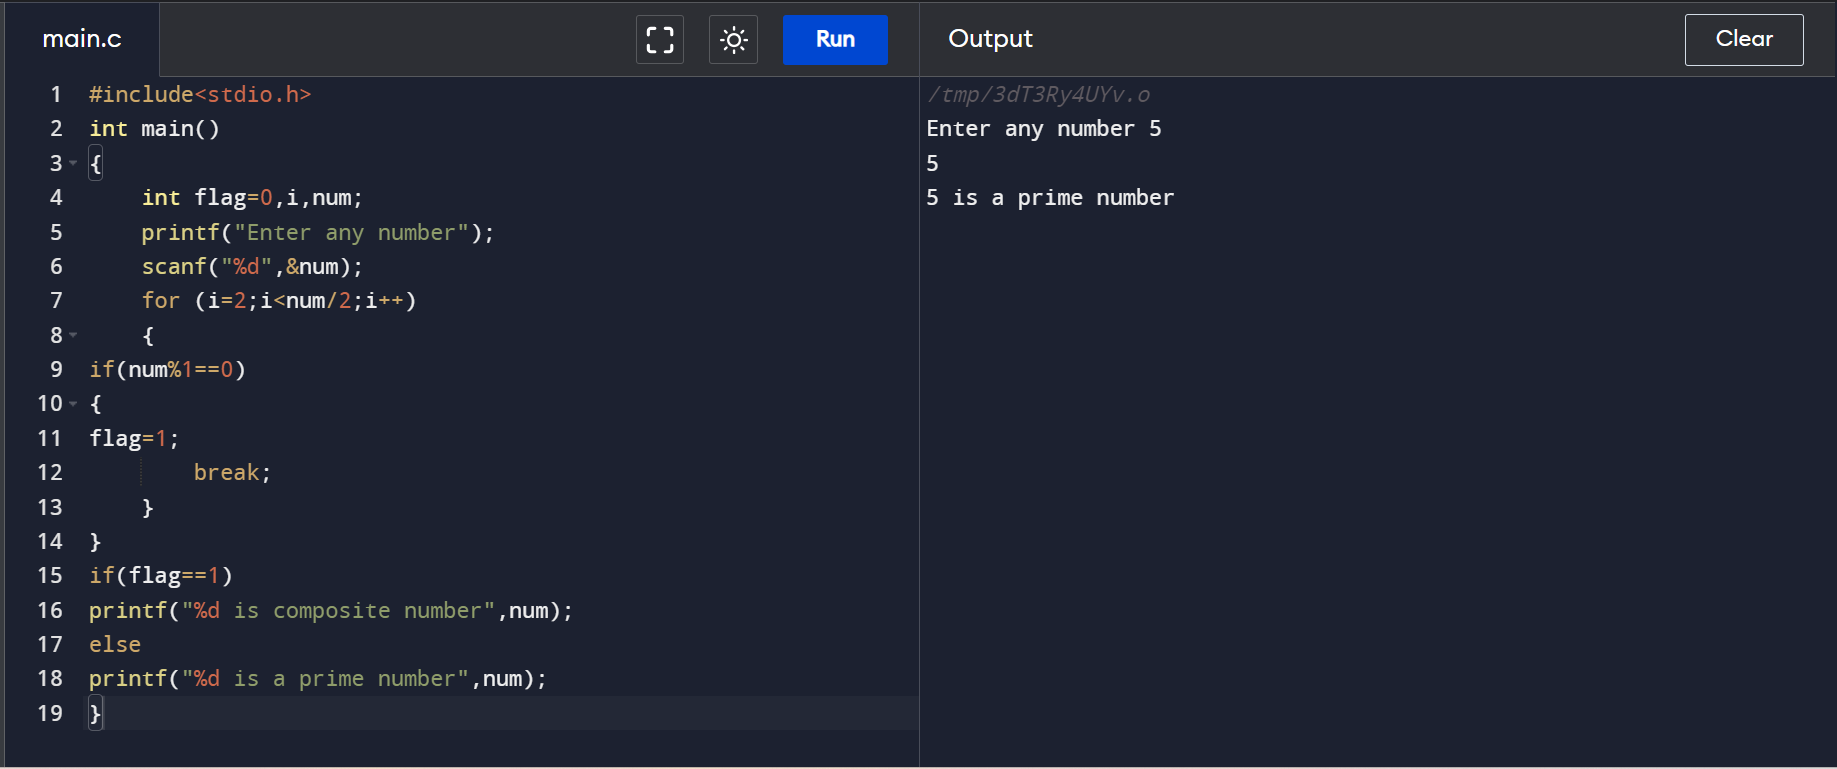 main.c
Run
Output
Clear
1 #include<stdio.h>
2 int main()
3 {
4     int flag=0,i,num;
5     printf("Enter any number");
6     scanf("%d",&num);
7     for (i=2;i<num/2;i++)
8     {
9 if(num%1==0)
10 {
11 flag=1;
12         break;
13     }
14 }
15 if(flag==1)
16 printf("%d is composite number",num);
17 else
18 printf("%d is a prime number",num);
19 }
/tmp/3dT3Ry4UYv.o
Enter any number 5
5
5 is a prime number